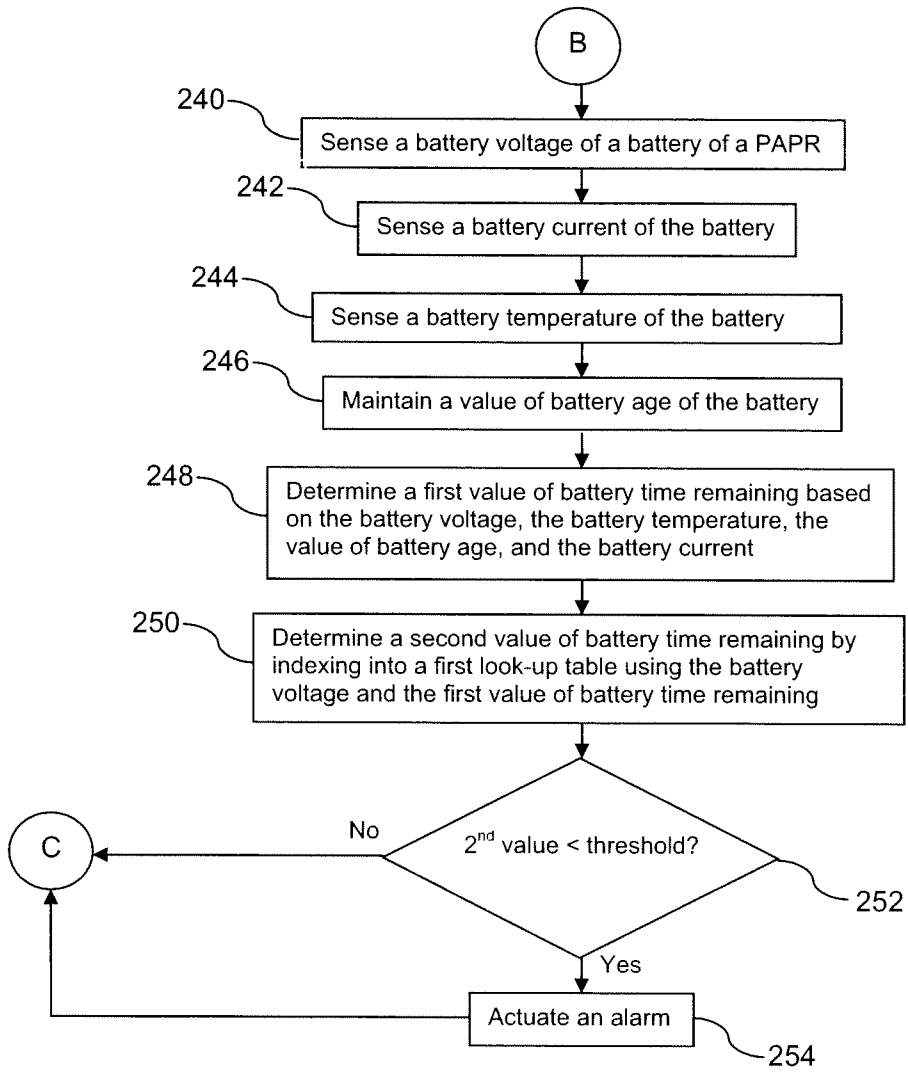 B
240
Sense a battery voltage of a battery of a PAPR
242
Sense a battery current of the battery
244
Sense a battery temperature of the battery
246
Maintain a value of battery age of the battery
248
Determine a first value of battery time remaining based
on the battery voltage, the battery temperature, the
value of battery age, and the battery current
250
Determine a second value of battery time remaining by
indexing into a first look-up table using the battery
voltage and the first value of battery time remaining
C
No
2nd value < threshold?
252
Yes
Actuate an alarm
254